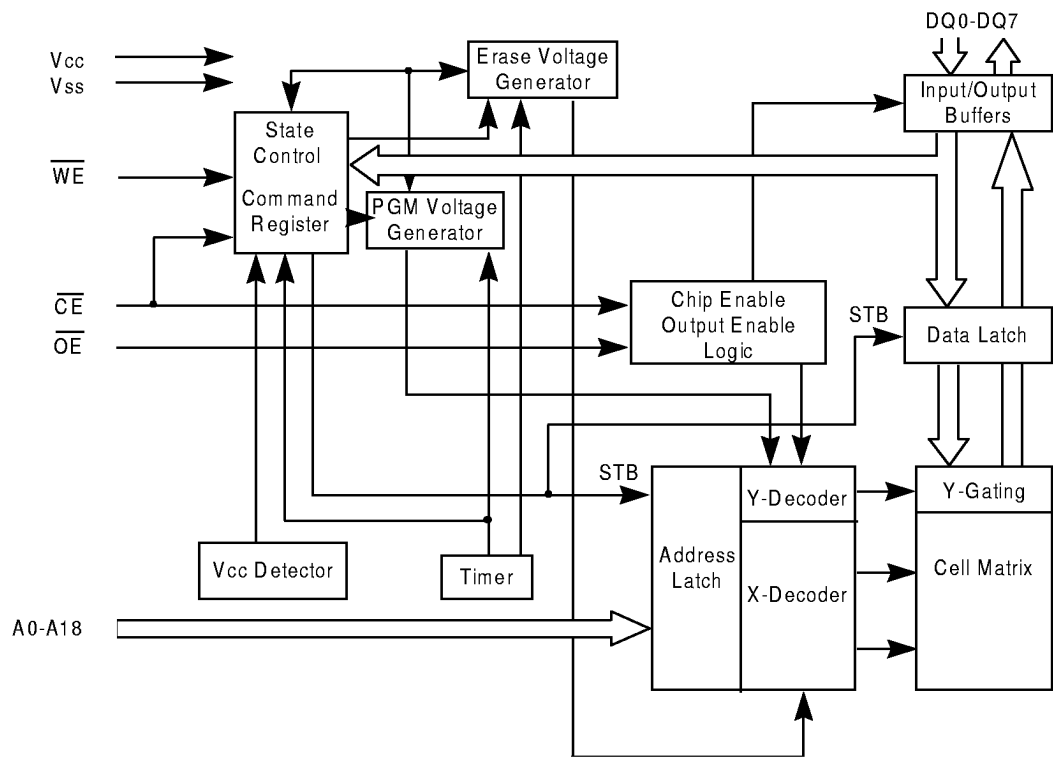 DQ0-DQ7
Vcc
Vss
Erase Voltage
Generator
Input/Output
Buffers
State
Control
Command
Register
WE
PGM Voltage
Generator
CE
OE
Chip Enable
Output Enable
Logic
STB
Data Latch
STB
Y-Decoder
Y-Gating
Address
Latch
X-Decoder
Cell Matrix
Vcc Detector
Timer
A0-A18